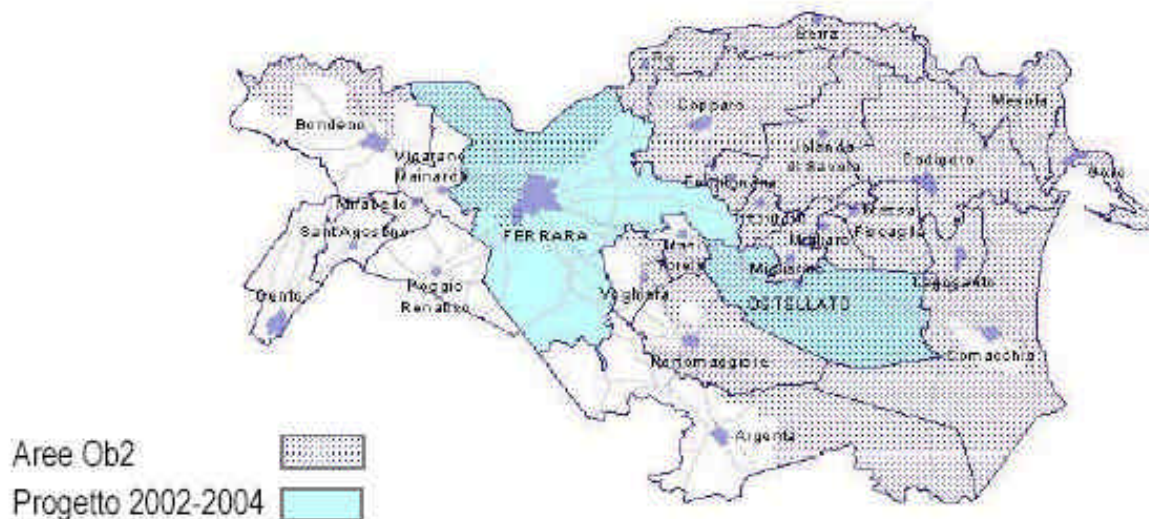 Berra
Ro
Copparo
Mesola
Bondeno
Vigarano
Mainarda
Jolanda
di Savoia
Codigoro
Goro
Formignana
Mirabello
Tresigallo
Massa
Fiscaglia
Sant'Agostino
FERRARA
Migliaro
Masi
Torello
Migliarino
Lagosanto
Cento
Poggio
Renatico
Voghiera
OSTELLATO
Portomaggiore
Comacchio
Argenta
Aree Ob2
Progetto 2002-2004